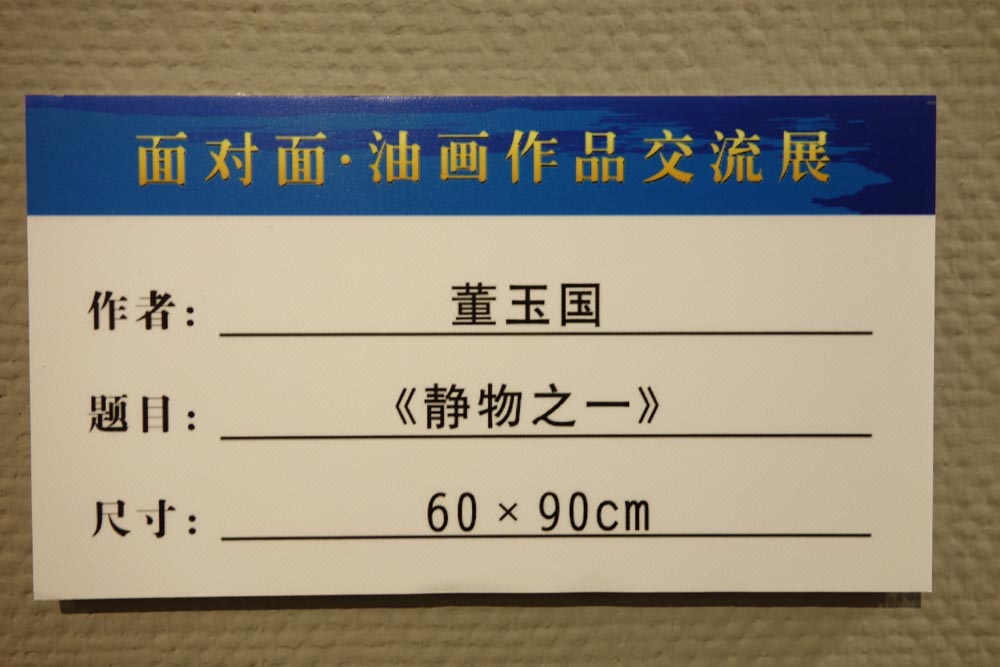 面对面·油画作品交流展
作者：董玉国
题目：《静物之一》
尺寸：60×90cm